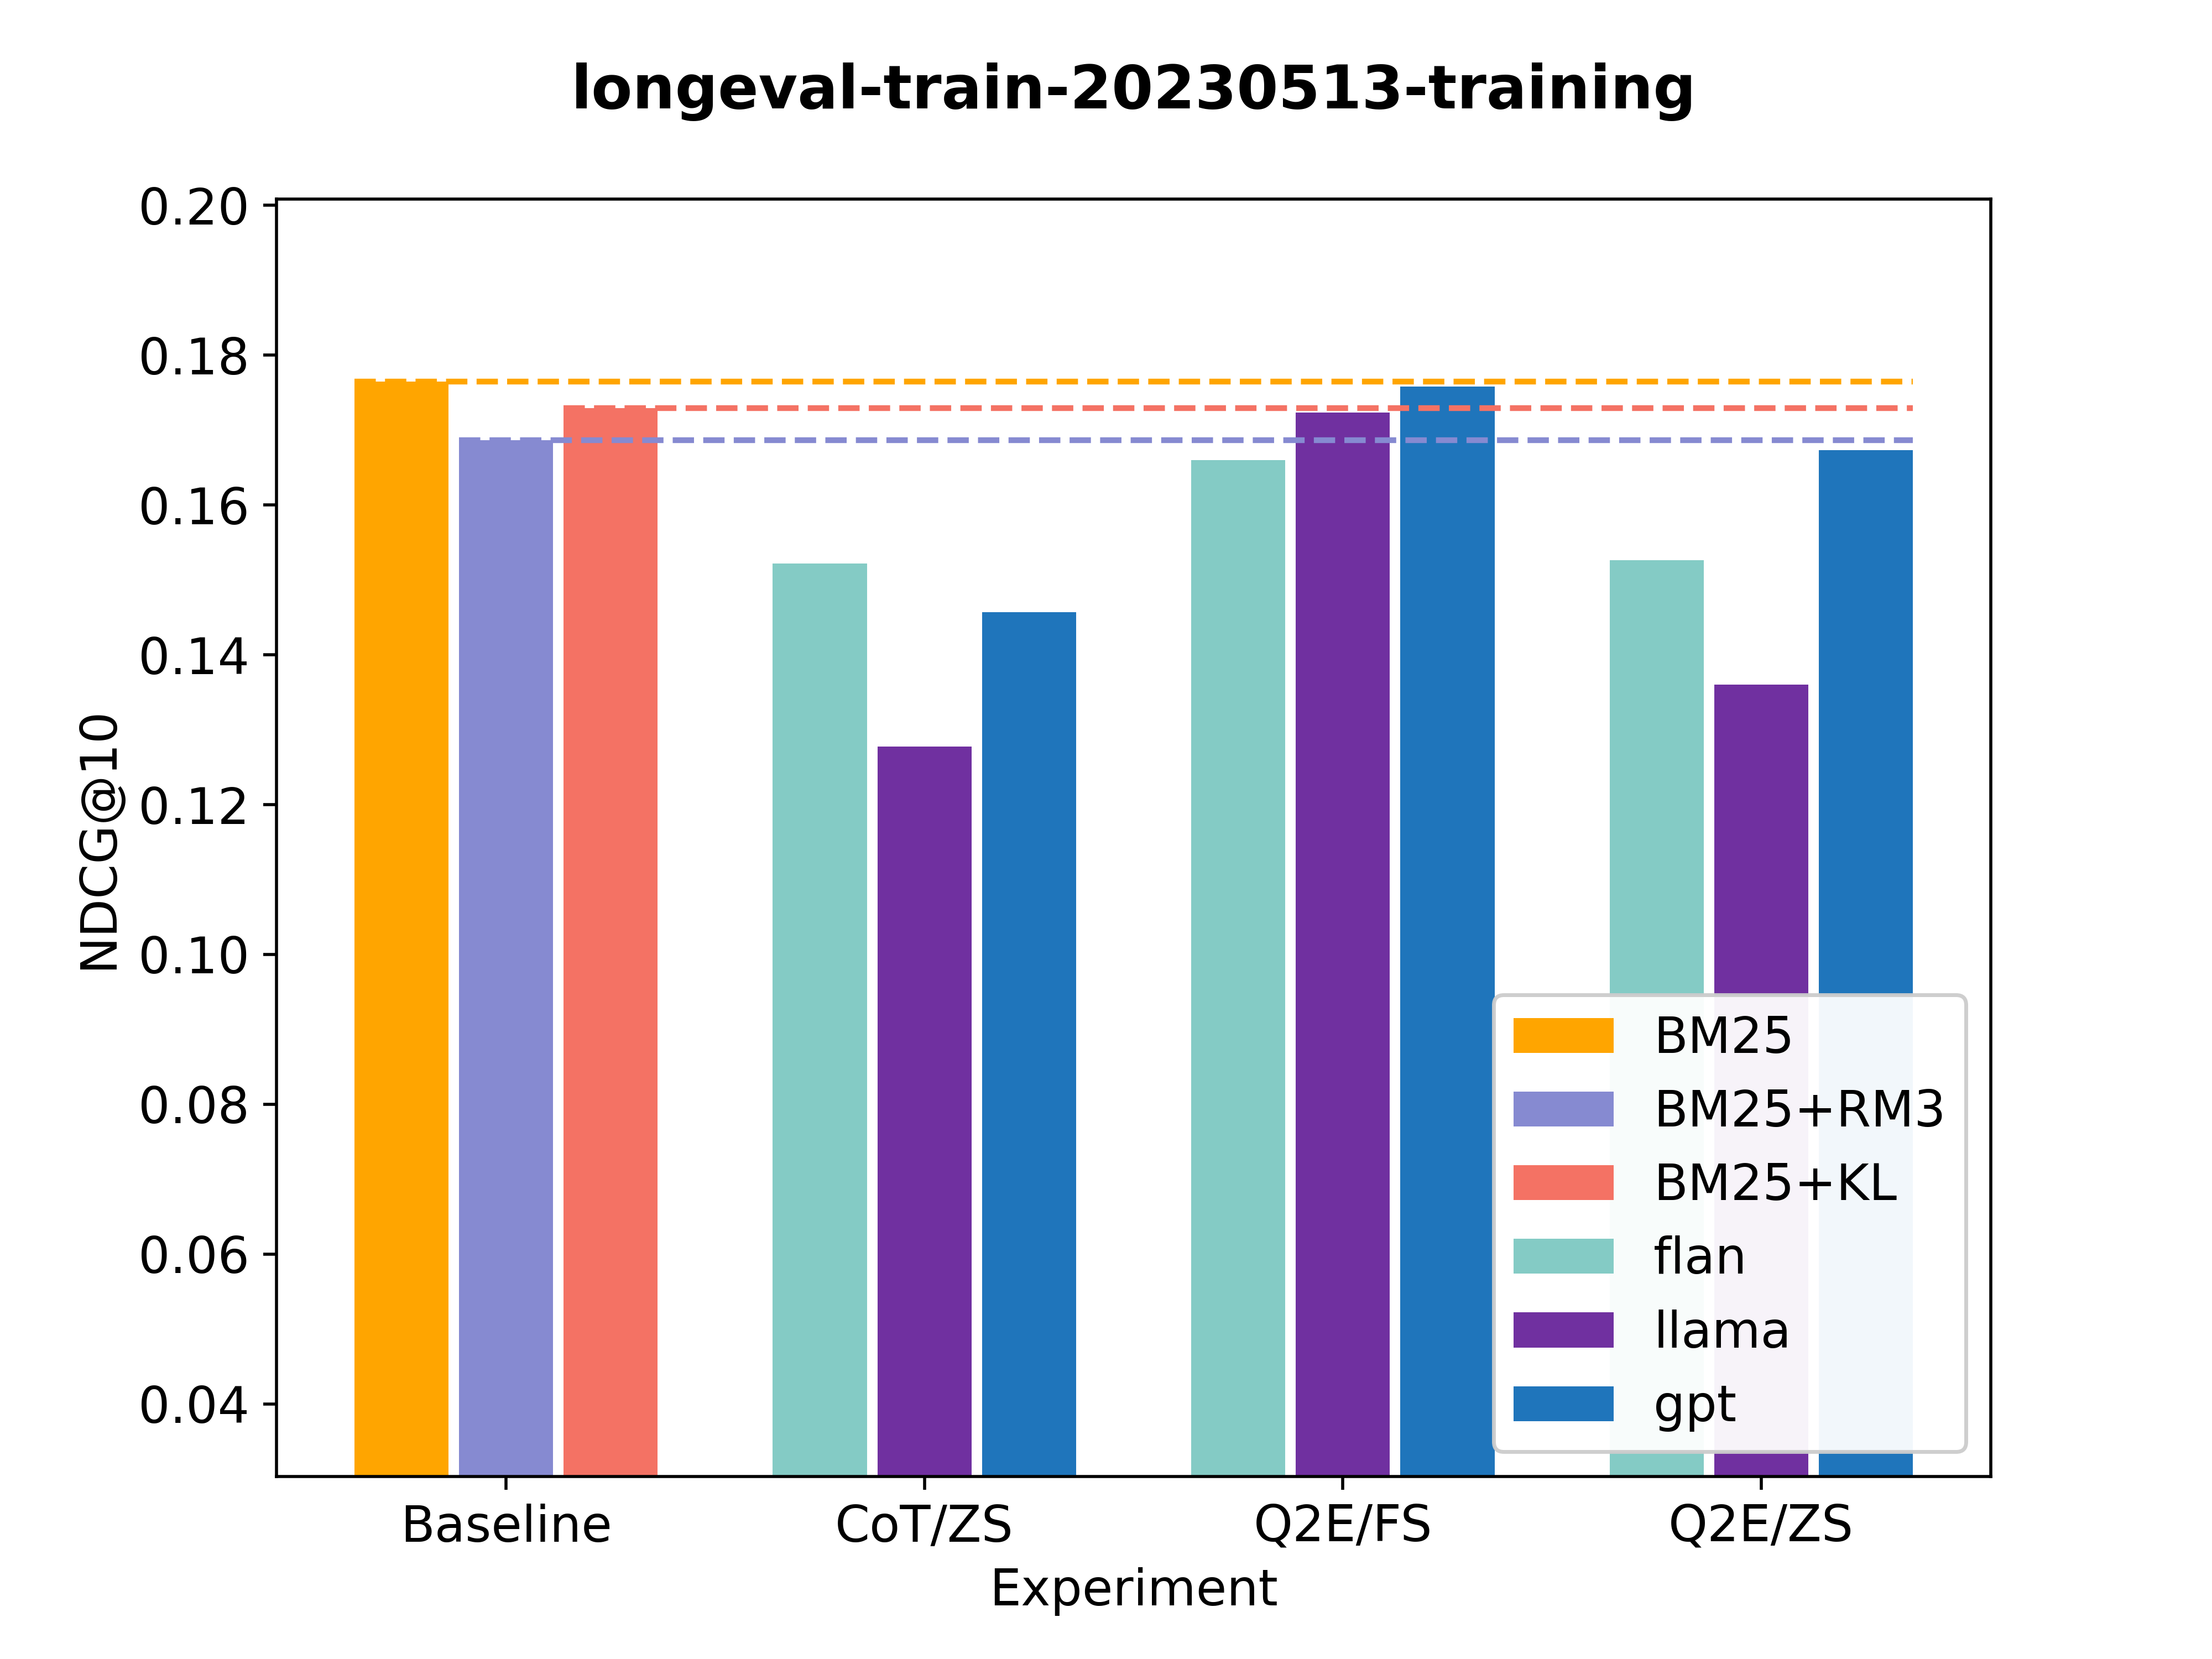 longeval-train-20230513-training
NDCG@10
0.20
0.18
0.16
0.14
0.12
0.10
0.08
0.06
0.04
BM25
BM25+RM3
BM25+KL
flan
llama
gpt
Baseline
CoT/ZS
Q2E/FS
Q2E/ZS
Experiment